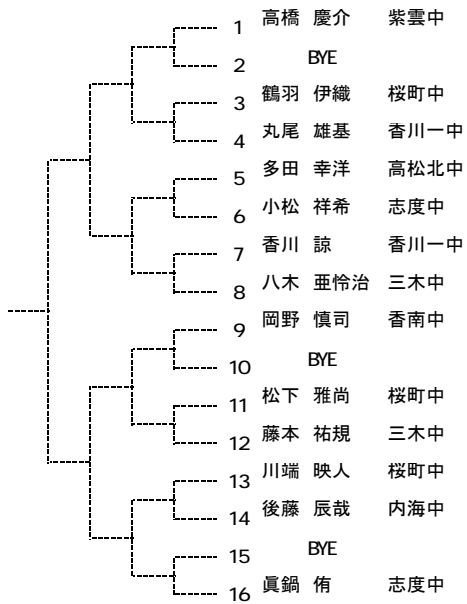 1 高橋 慶介 紫雲中
2 BYE
3 鶴羽 伊織 桜町中
4 丸尾 雄基 香川一中
5 多田 幸洋 高松北中
6 小松 祥希 志度中
7 香川 諒 香川一中
8 八木 亜怜治 三木中
9 岡野 慎司 香南中
10 BYE
11 松下 雅尚 桜町中
12 藤本 祐規 三木中
13 川端 映人 桜町中
14 後藤 辰哉 内海中
15 BYE
16 眞鍋 侑 志度中